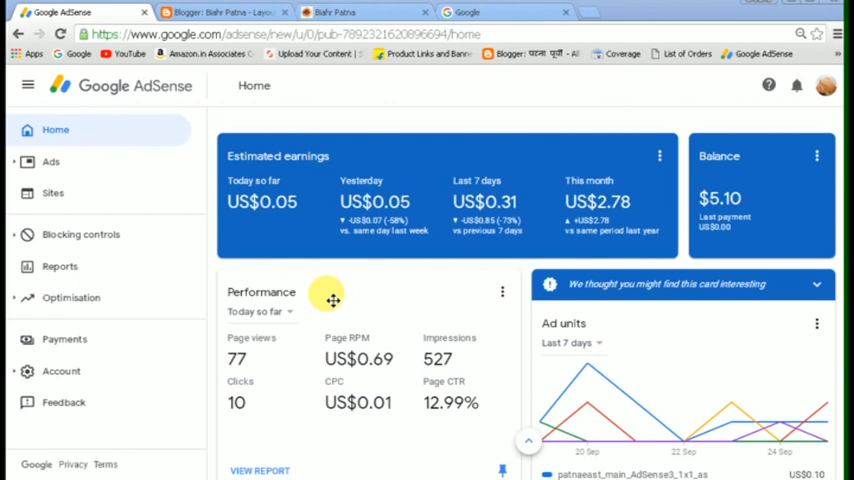 Google AdSense
Blogger: Biahr Patna - Layou
Biahr Patna
Google
https://www.google.com/adsense/new/u/0/pub-7892321620896694/home
Apps
Google
YouTube
Amazon.in Associates C
Upload Your Content | S
Product Links and Bann
Blogger: पटना पूर्वी - Al
Coverage
List of Orders
Google AdSense
Google AdSense
Home
Home
Ads
Sites
Blocking controls
Reports
Optimisation
Payments
Account
Feedback
Google Privacy Terms
Estimated earnings
Today so far
US$0.05
Yesterday
US$0.05
-US$0.07 (-58%)
vs. same day last week
Last 7 days
US$0.31
-US$0.85 (-73%)
vs previous 7 days
This month
US$2.78
+US$2.78
vs same period last year
Balance
$5.10
Last payment
US$0.00
Performance
Today so far
Page views
77
Page RPM
US$0.69
Impressions
527
Clicks
10
CPC
US$0.01
Page CTR
12.99%
VIEW REPORT
We thought you might find this card interesting
Ad units
Last 7 days
20 Sep
22 Sep
24 Sep
patnaeast_main_AdSense3_1x1_as
US$0.10